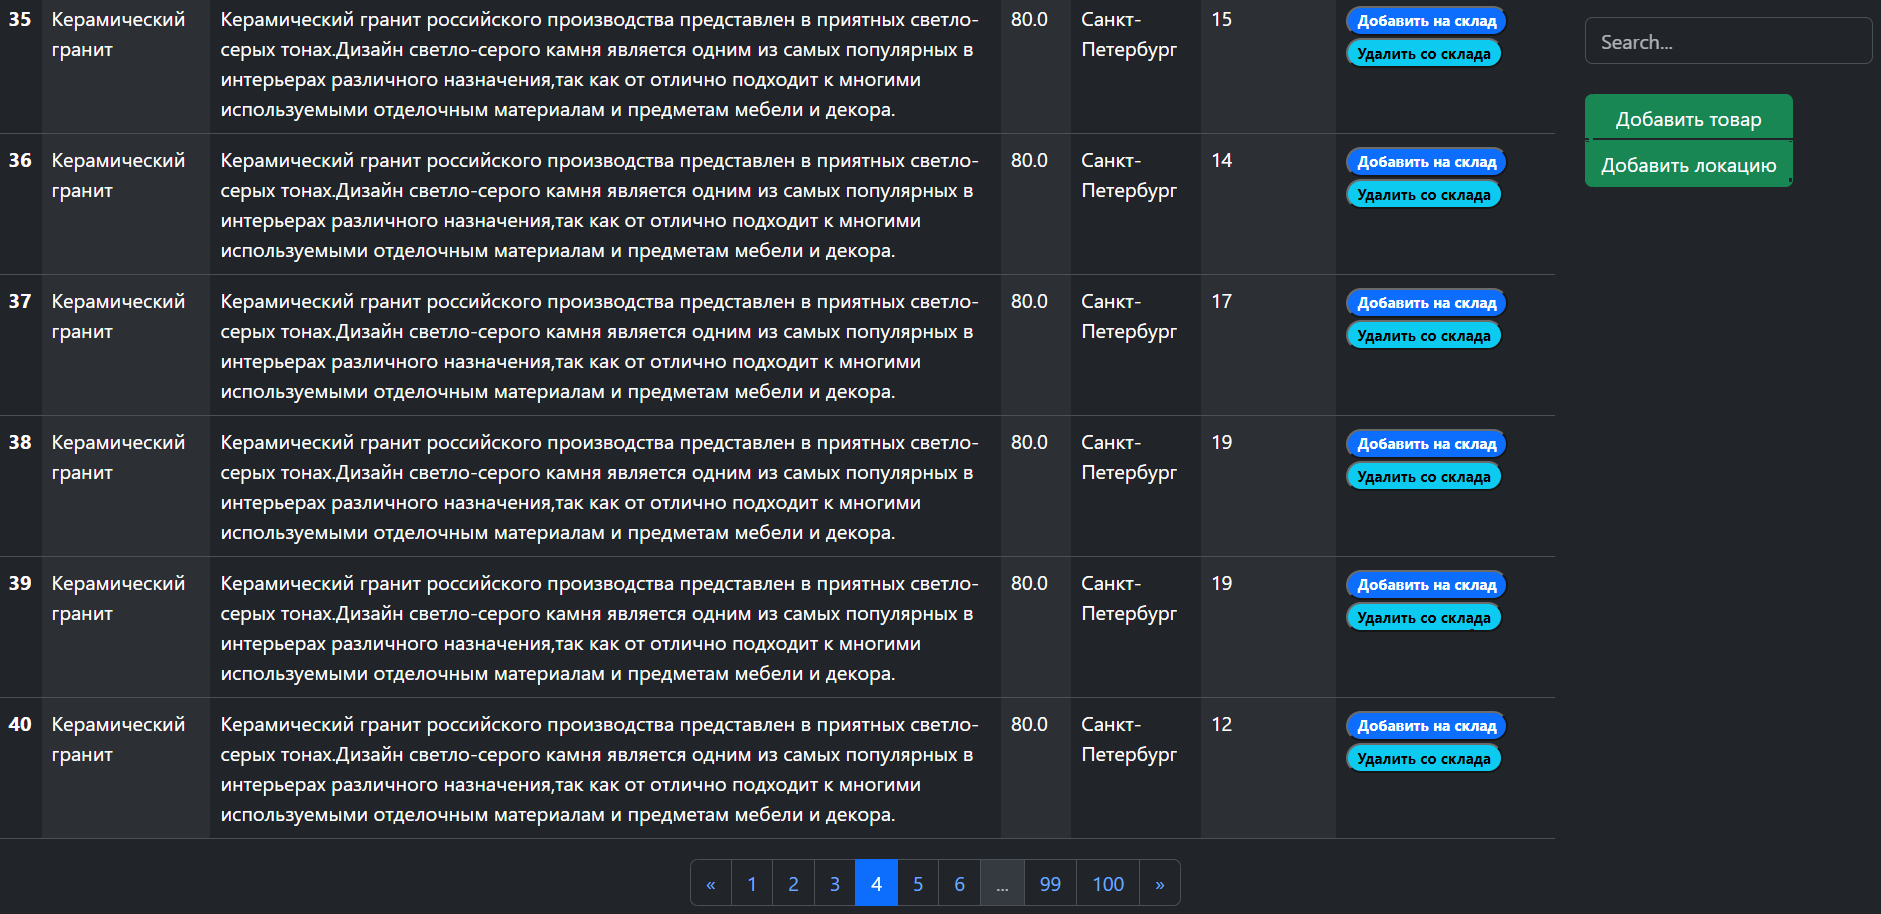 35 Керамический гранит Керамический гранит российского производства представлен в приятных светло- 80.0 Санкт-Петербург 15 Добавить на склад
серых тонах.Дизайн светло-серого камня является одним из самых популярных в Удалить со склада
интерьерах различного назначения,так как от отлично подходит к многими
используемыми отделочным материалам и предметам мебели и декора.
36 Керамический гранит Керамический гранит российского производства представлен в приятных светло- 80.0 Санкт-Петербург 14 Добавить на склад
серых тонах.Дизайн светло-серого камня является одним из самых популярных в Удалить со склада
интерьерах различного назначения,так как от отлично подходит к многими
используемыми отделочным материалам и предметам мебели и декора.
37 Керамический гранит Керамический гранит российского производства представлен в приятных светло- 80.0 Санкт-Петербург 17 Добавить на склад
серых тонах.Дизайн светло-серого камня является одним из самых популярных в Удалить со склада
интерьерах различного назначения,так как от отлично подходит к многими
используемыми отделочным материалам и предметам мебели и декора.
38 Керамический гранит Керамический гранит российского производства представлен в приятных светло- 80.0 Санкт-Петербург 19 Добавить на склад
серых тонах.Дизайн светло-серого камня является одним из самых популярных в Удалить со склада
интерьерах различного назначения,так как от отлично подходит к многими
используемыми отделочным материалам и предметам мебели и декора.
39 Керамический гранит Керамический гранит российского производства представлен в приятных светло- 80.0 Санкт-Петербург 19 Добавить на склад
серых тонах.Дизайн светло-серого камня является одним из самых популярных в Удалить со склада
интерьерах различного назначения,так как от отлично подходит к многими
используемыми отделочным материалам и предметам мебели и декора.
40 Керамический гранит Керамический гранит российского производства представлен в приятных светло- 80.0 Санкт-Петербург 12 Добавить на склад
серых тонах.Дизайн светло-серого камня является одним из самых популярных в Удалить со склада
интерьерах различного назначения,так как от отлично подходит к многими
используемыми отделочным материалам и предметам мебели и декора.
« 1 2 3 4 5 6 ... 99 100 »
Search...
Добавить товар
Добавить локацию